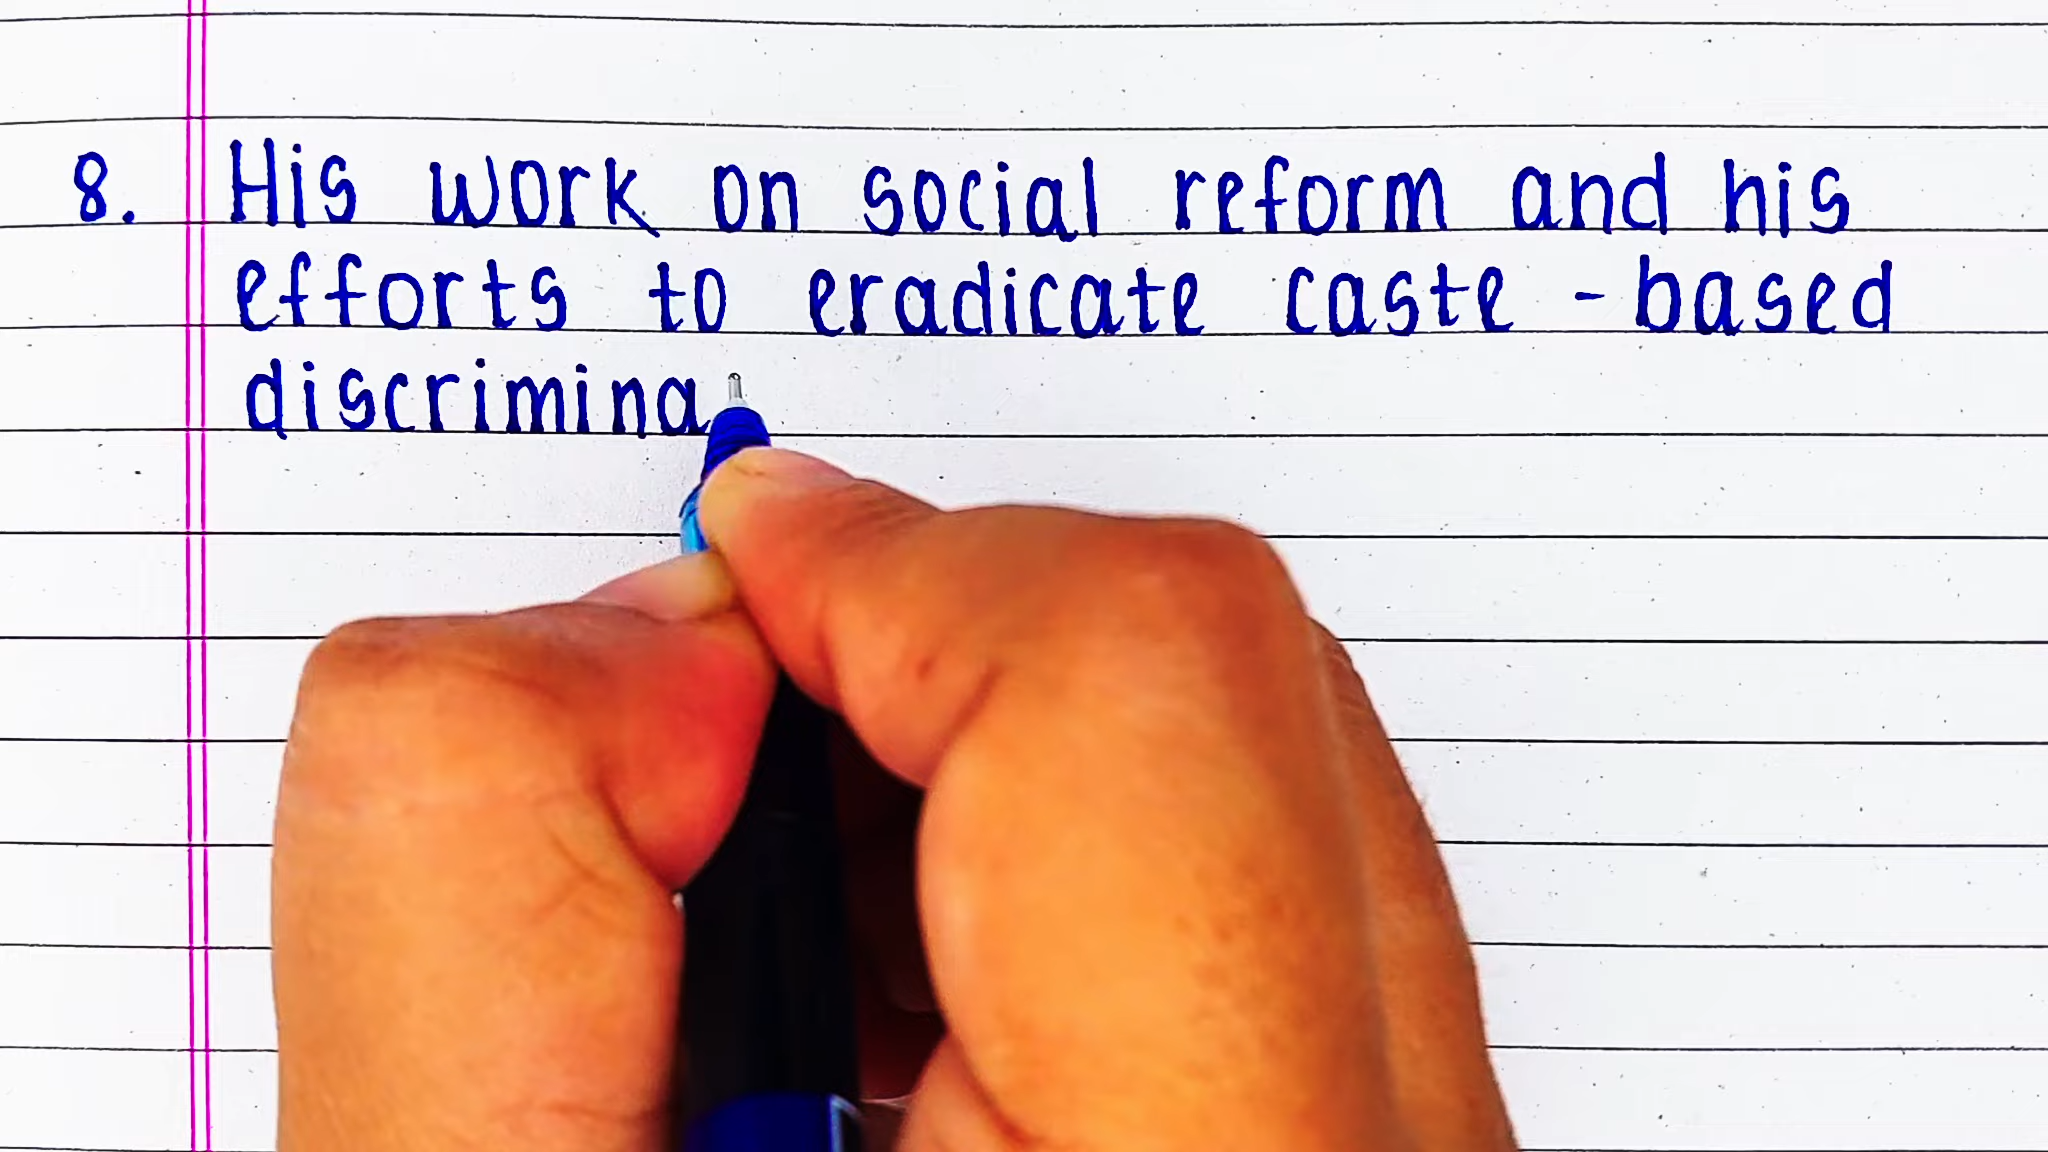 8. His work on social reform and his
efforts to eradicate caste - based
discrimina